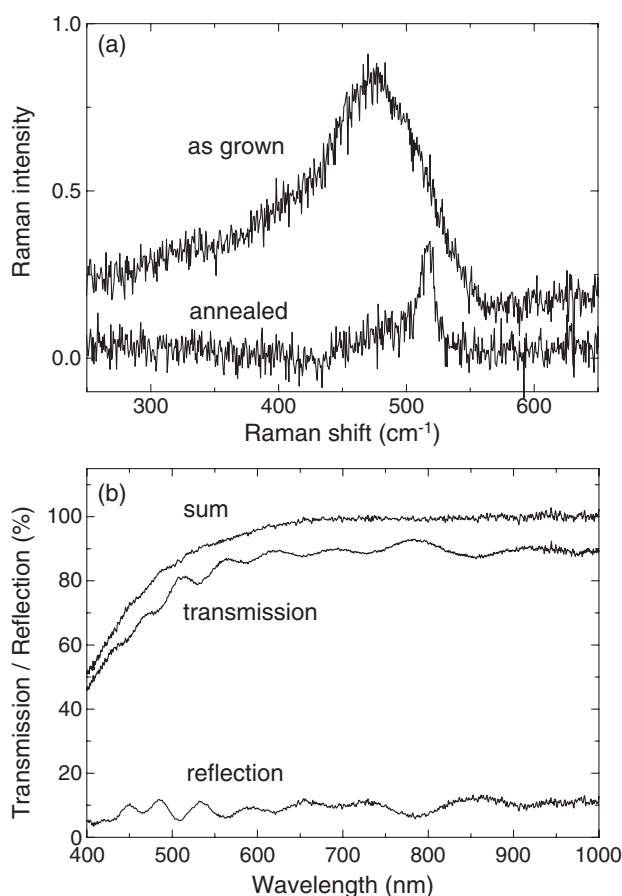 (a)
1.0
0.5
0.0
Raman intensity
as grown
annealed
300 400 500 600
Raman shift (cm⁻¹)
(b)
100
80
60
40
20
0
Transmission / Reflection (%)
sum
transmission
reflection
400 500 600 700 800 900 1000
Wavelength (nm)